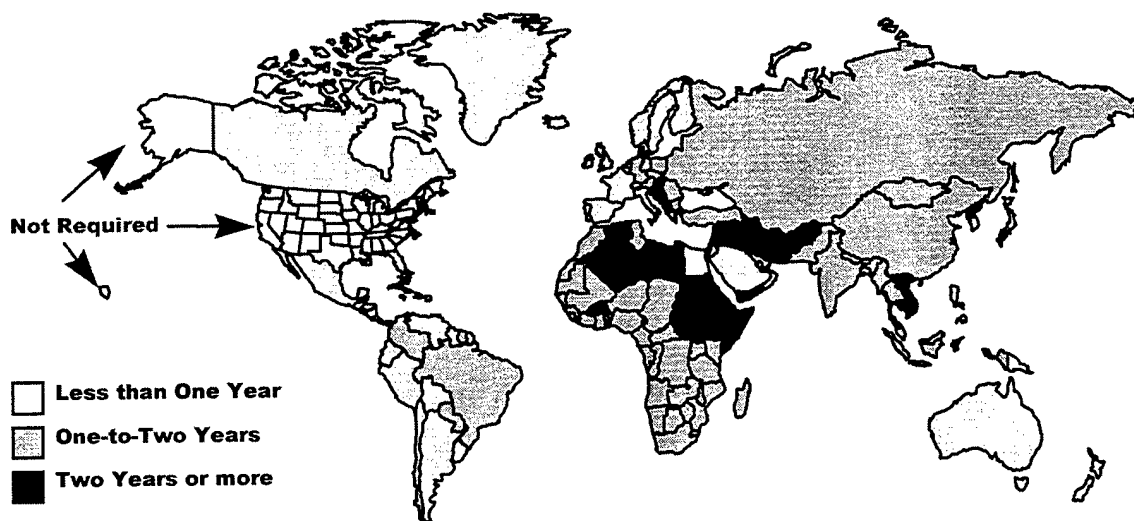 Not Required
Less than One Year
One-to-Two Years
Two Years or more